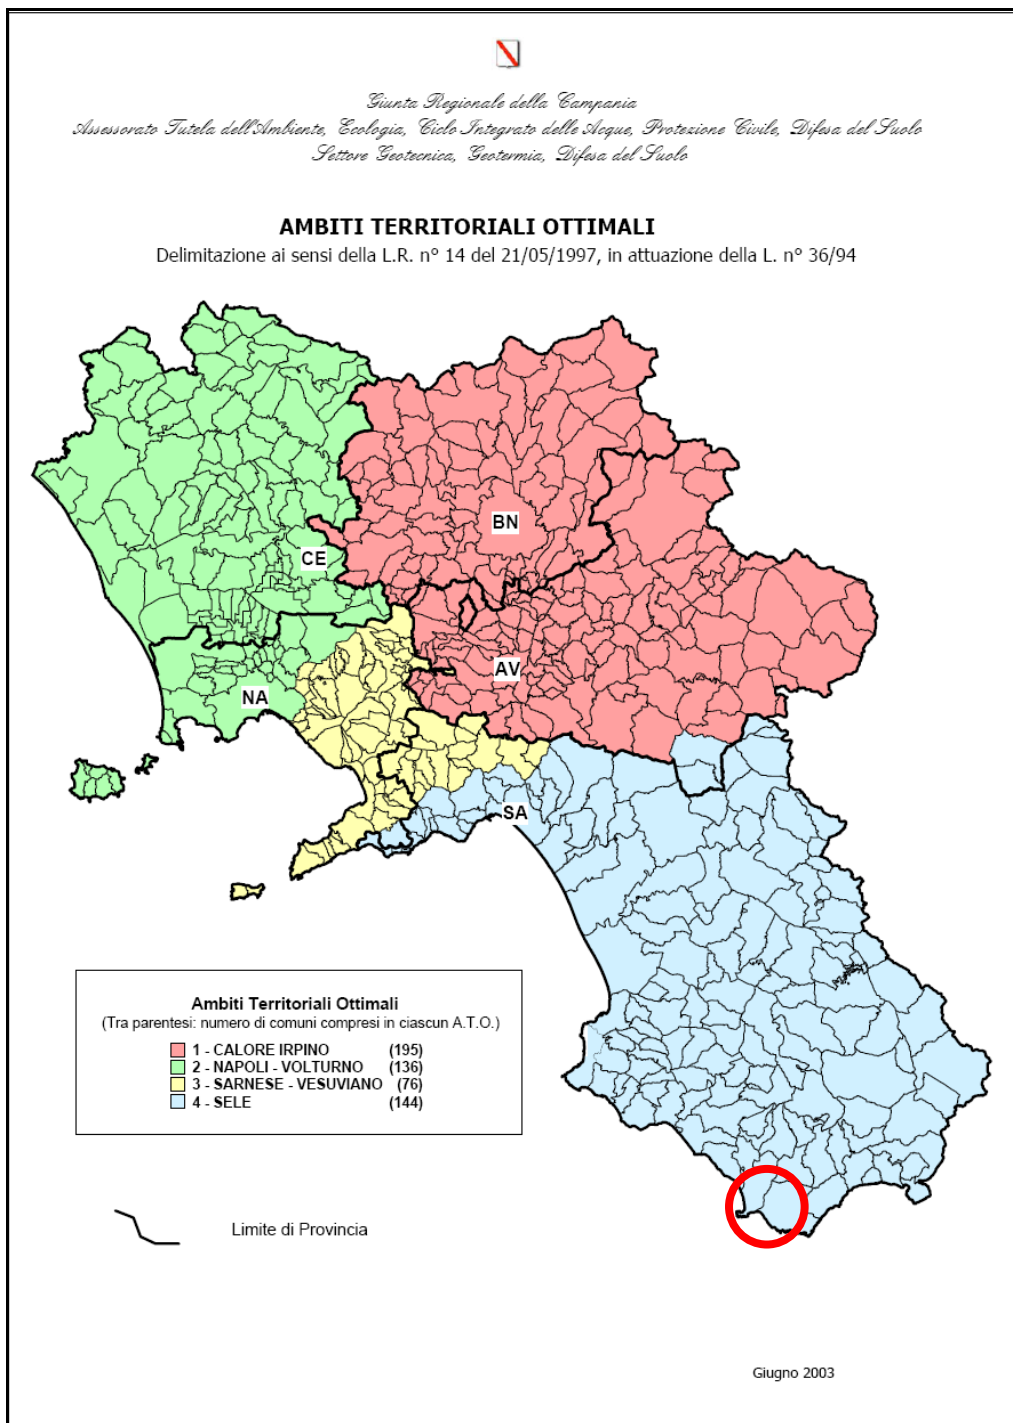 Giunta Regionale della Campania
Assessorato Tutela dell'Ambiente, Ecologia, Ciclo Integrato delle Acque, Protezione Civile, Difesa del Suolo
Settore Geotecnica, Geotermia, Difesa del Suolo
AMBITI TERRITORIALI OTTIMALI
Delimitazione ai sensi della L.R. n° 14 del 21/05/1997, in attuazione della L. n° 36/94
BN
CE
AV
NA
SA
Ambiti Territoriali Ottimali
(Tra parentesi: numero di comuni compresi in ciascun A.T.O.)
1 - CALORE IRPINO (195)
2 - NAPOLI - VOLTURNO (136)
3 - SARNESE - VESUVIANO (76)
4 - SELE (144)
Limite di Provincia
Giugno 2003